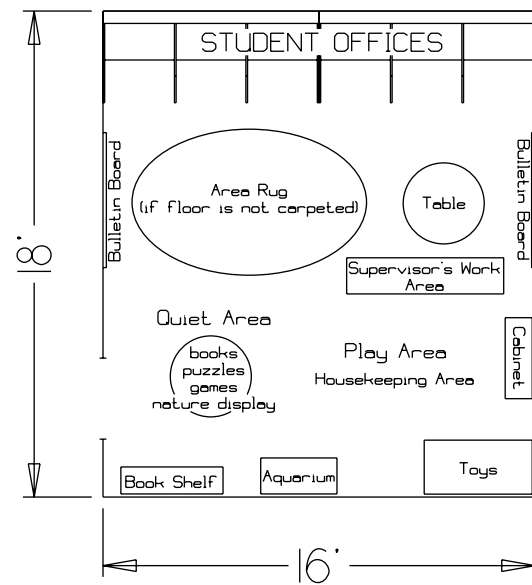 STUDENT OFFICES
Bulletin Board
Area Rug
(if floor is not carpeted)
Table
Bulletin Board
Supervisor's Work
Area
18'
Quiet Area
books
puzzles
games
nature display
Play Area
Housekeeping Area
Cabinet
Book Shelf
Aquarium
Toys
16'